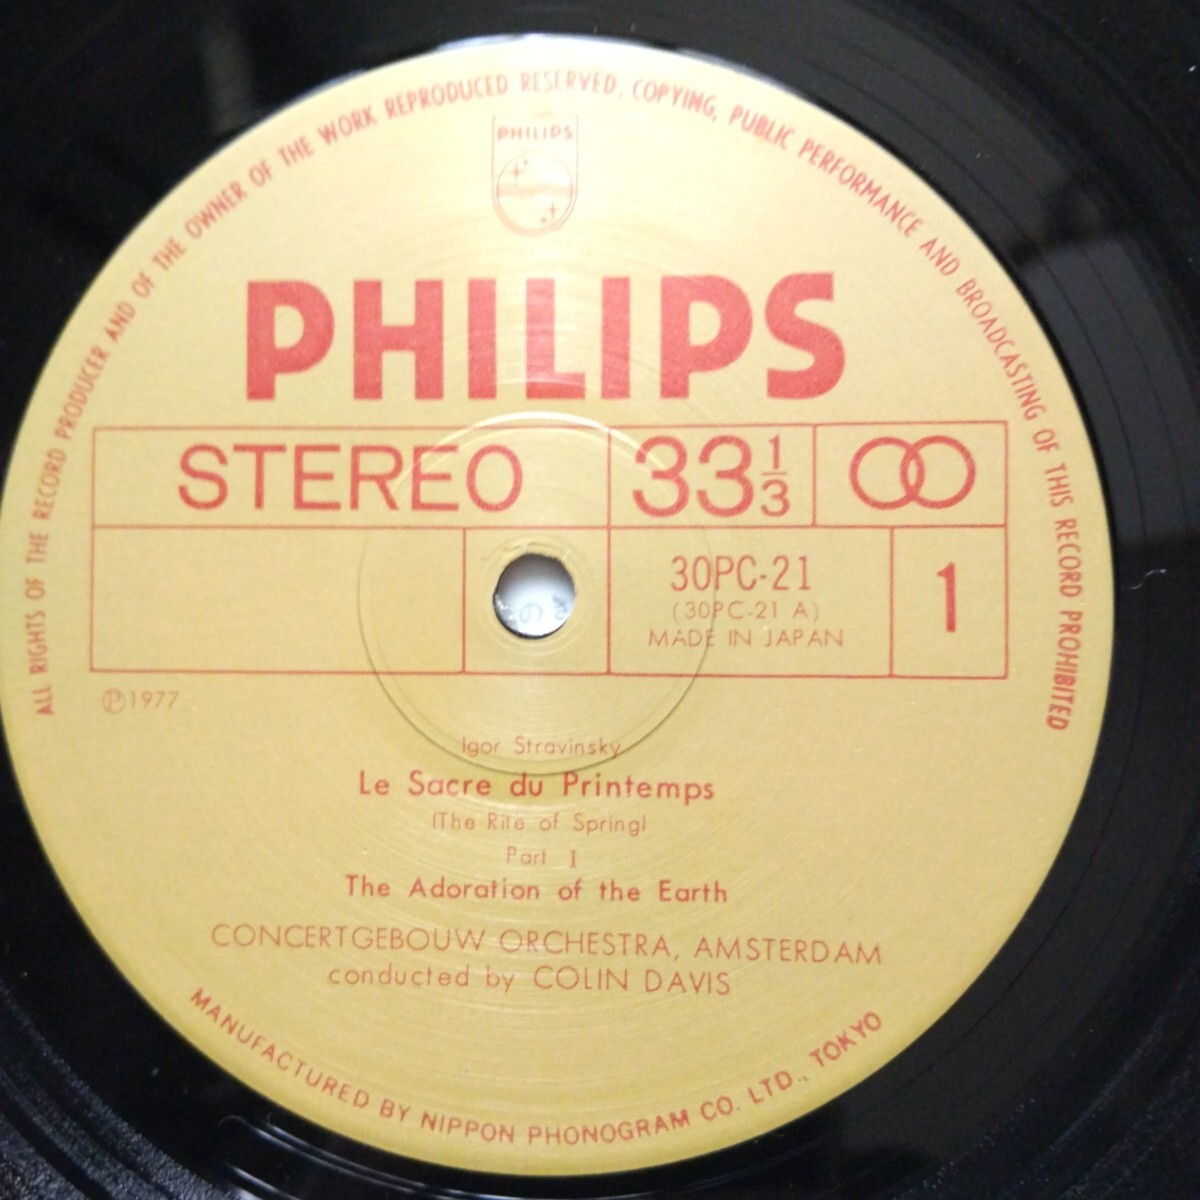 ALL RIGHTS OF THE RECORD PRODUCER AND OF THE OWNER OF THE WORK REPRODUCED RESERVED. COPYING, PUBLIC PERFORMANCE AND BROADCASTING OF THIS RECORD PROHIBITED
PHILIPS
PHILIPS
STEREO
33 1/3
30PC-21
(30PC-21 A)
MADE IN JAPAN
1
Ⓟ1977
Igor Stravinsky
Le Sacre du Printemps
(The Rite of Spring)
Part I
The Adoration of the Earth
CONCERTGEBOUW ORCHESTRA, AMSTERDAM
conducted by COLIN DAVIS
MANUFACTURED BY NIPPON PHONOGRAM CO. LTD., TOKYO